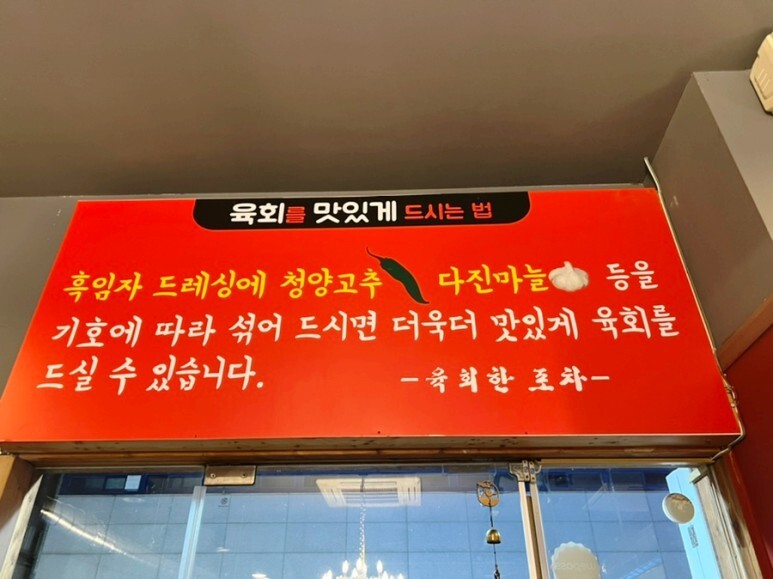 육회를 맛있게 드시는 법
흑임자 드레싱에 청양고추 다진마늘 등을
기호에 따라 섞어 드시면 더욱더 맛있게 육회를
드실 수 있습니다.
-육회한 포차-